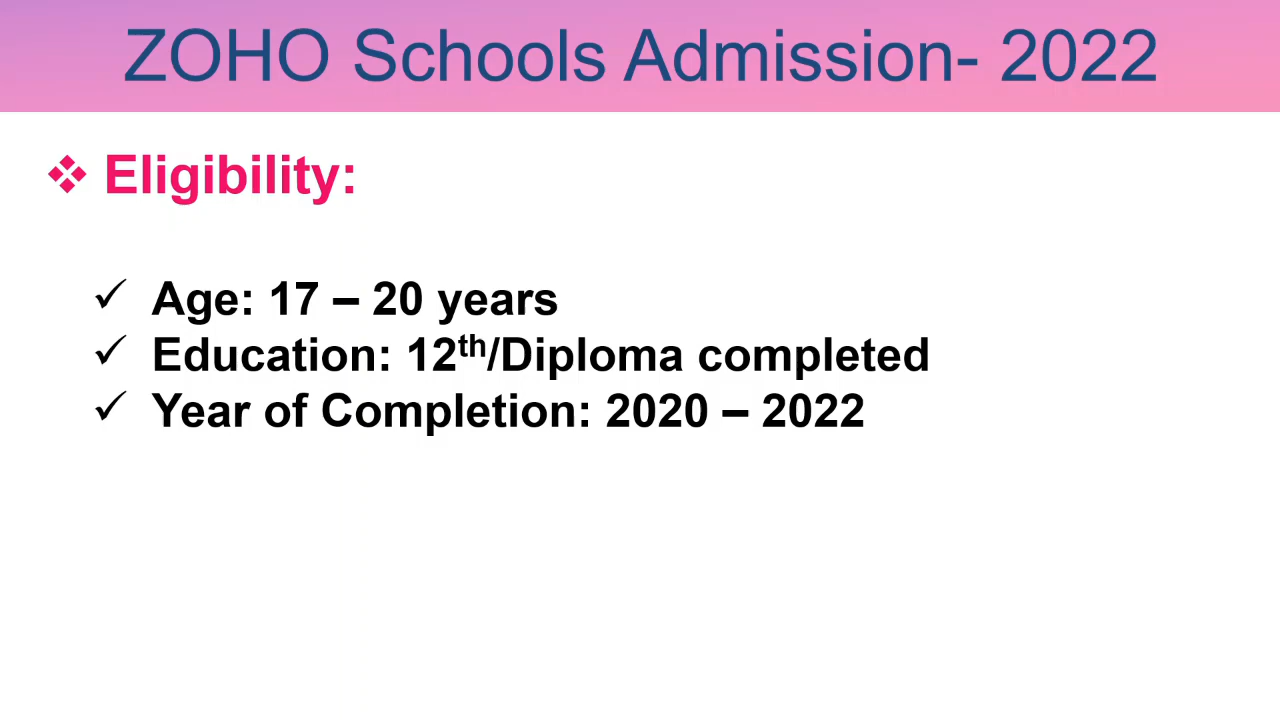 ZOHO Schools Admission- 2022
❖ Eligibility:
✓ Age: 17 – 20 years
✓ Education: 12th/Diploma completed
✓ Year of Completion: 2020 – 2022